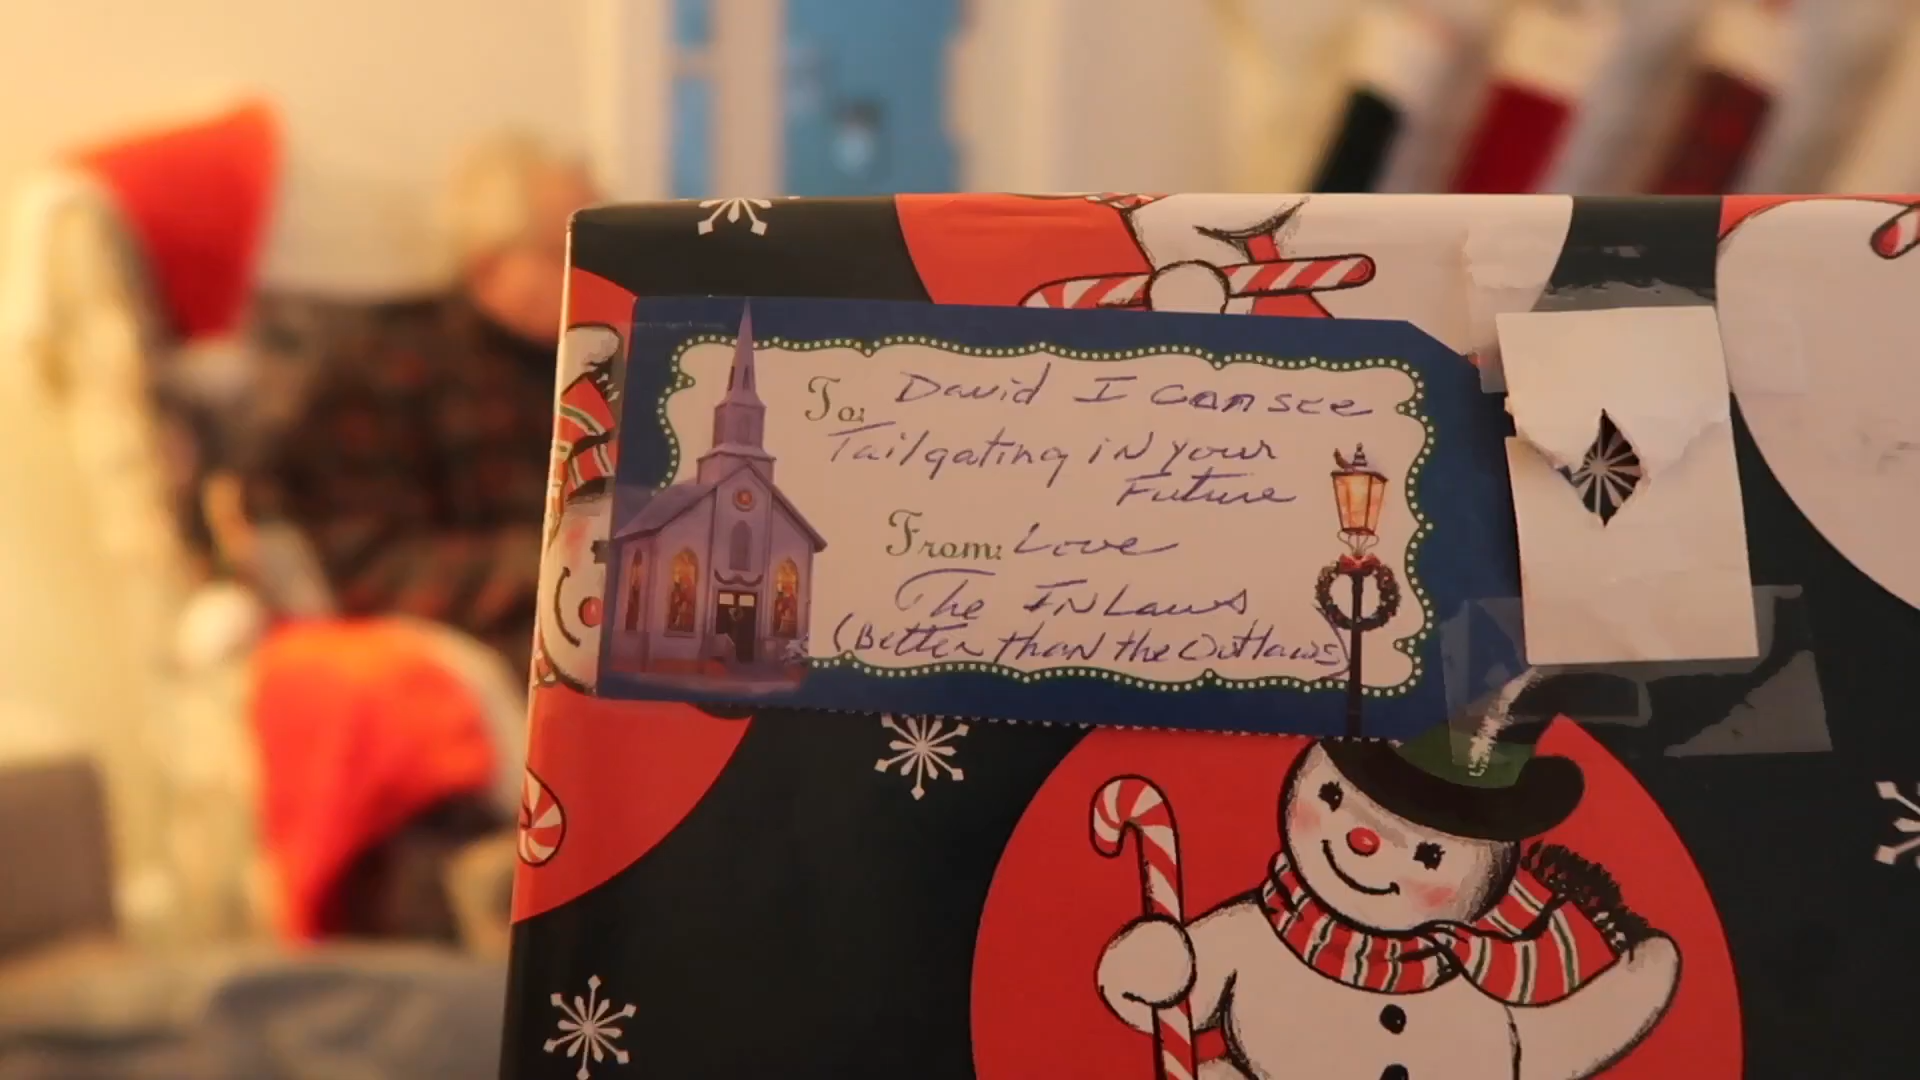 To: David I can see
Tailgating in your
Future
From: Love
The InLaws
(Better than the Outlaws)